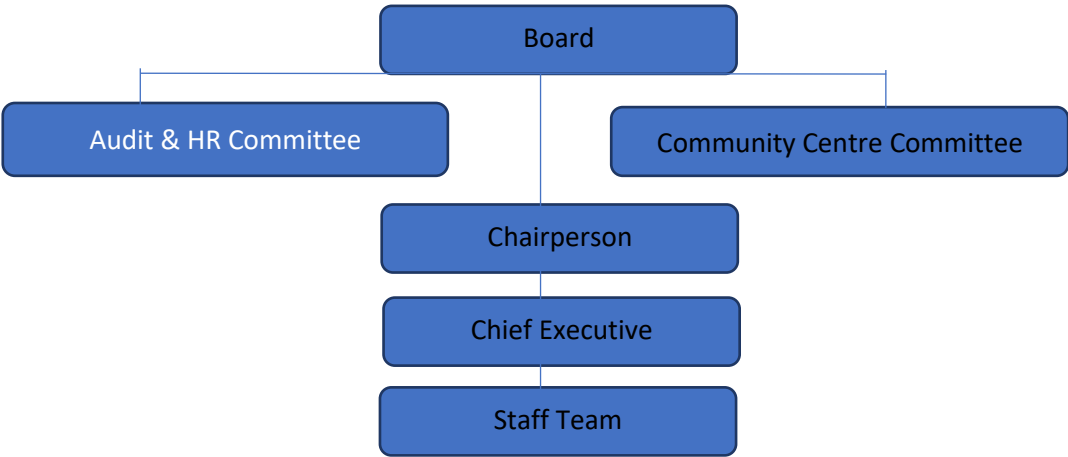 Board
Audit & HR Committee
Community Centre Committee
Chairperson
Chief Executive
Staff Team